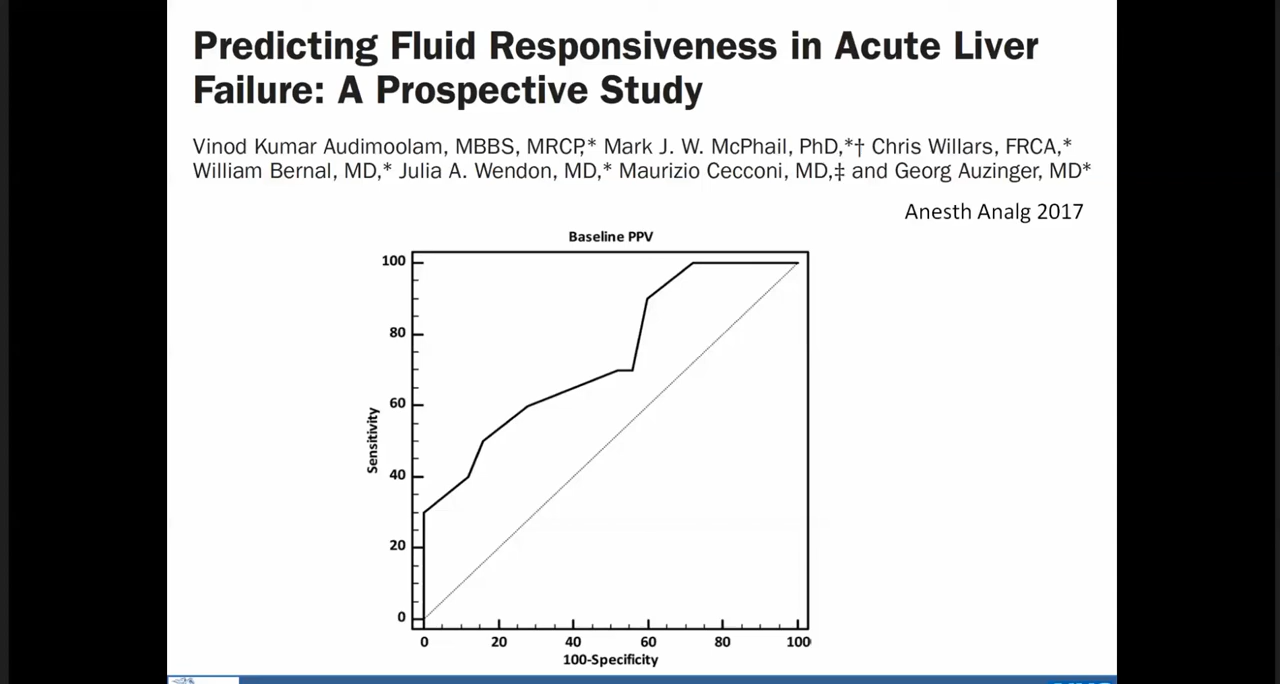 Predicting Fluid Responsiveness in Acute Liver
Failure: A Prospective Study
Vinod Kumar Audimoolam, MBBS, MRCP,* Mark J. W. McPhail, PhD,*† Chris Willars, FRCA,*
William Bernal, MD,* Julia A. Wendon, MD,* Maurizio Cecconi, MD,‡ and Georg Auzinger, MD*
Anesth Analg 2017
Baseline PPV
100
80
60
40
20
0
Sensitivity
0 20 40 60 80 100
100-Specificity